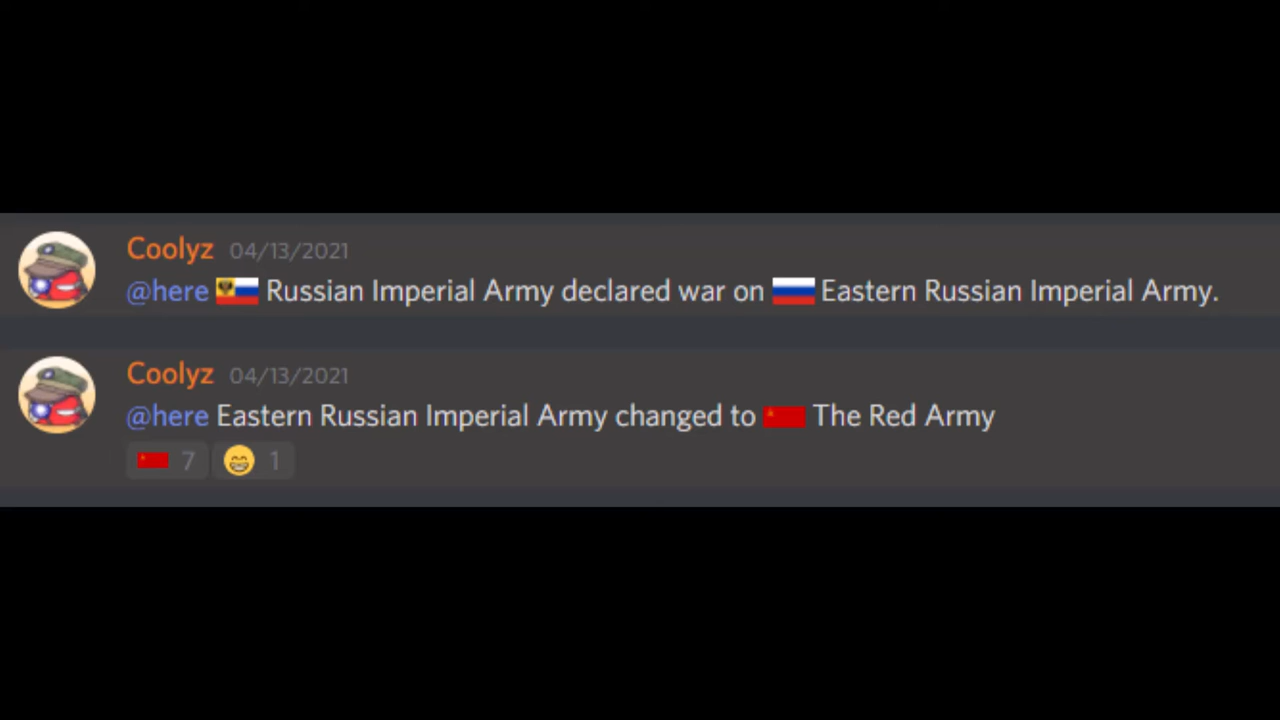 Coolyz 04/13/2021
@here Russian Imperial Army declared war on Eastern Russian Imperial Army.
Coolyz 04/13/2021
@here Eastern Russian Imperial Army changed to The Red Army
7 1